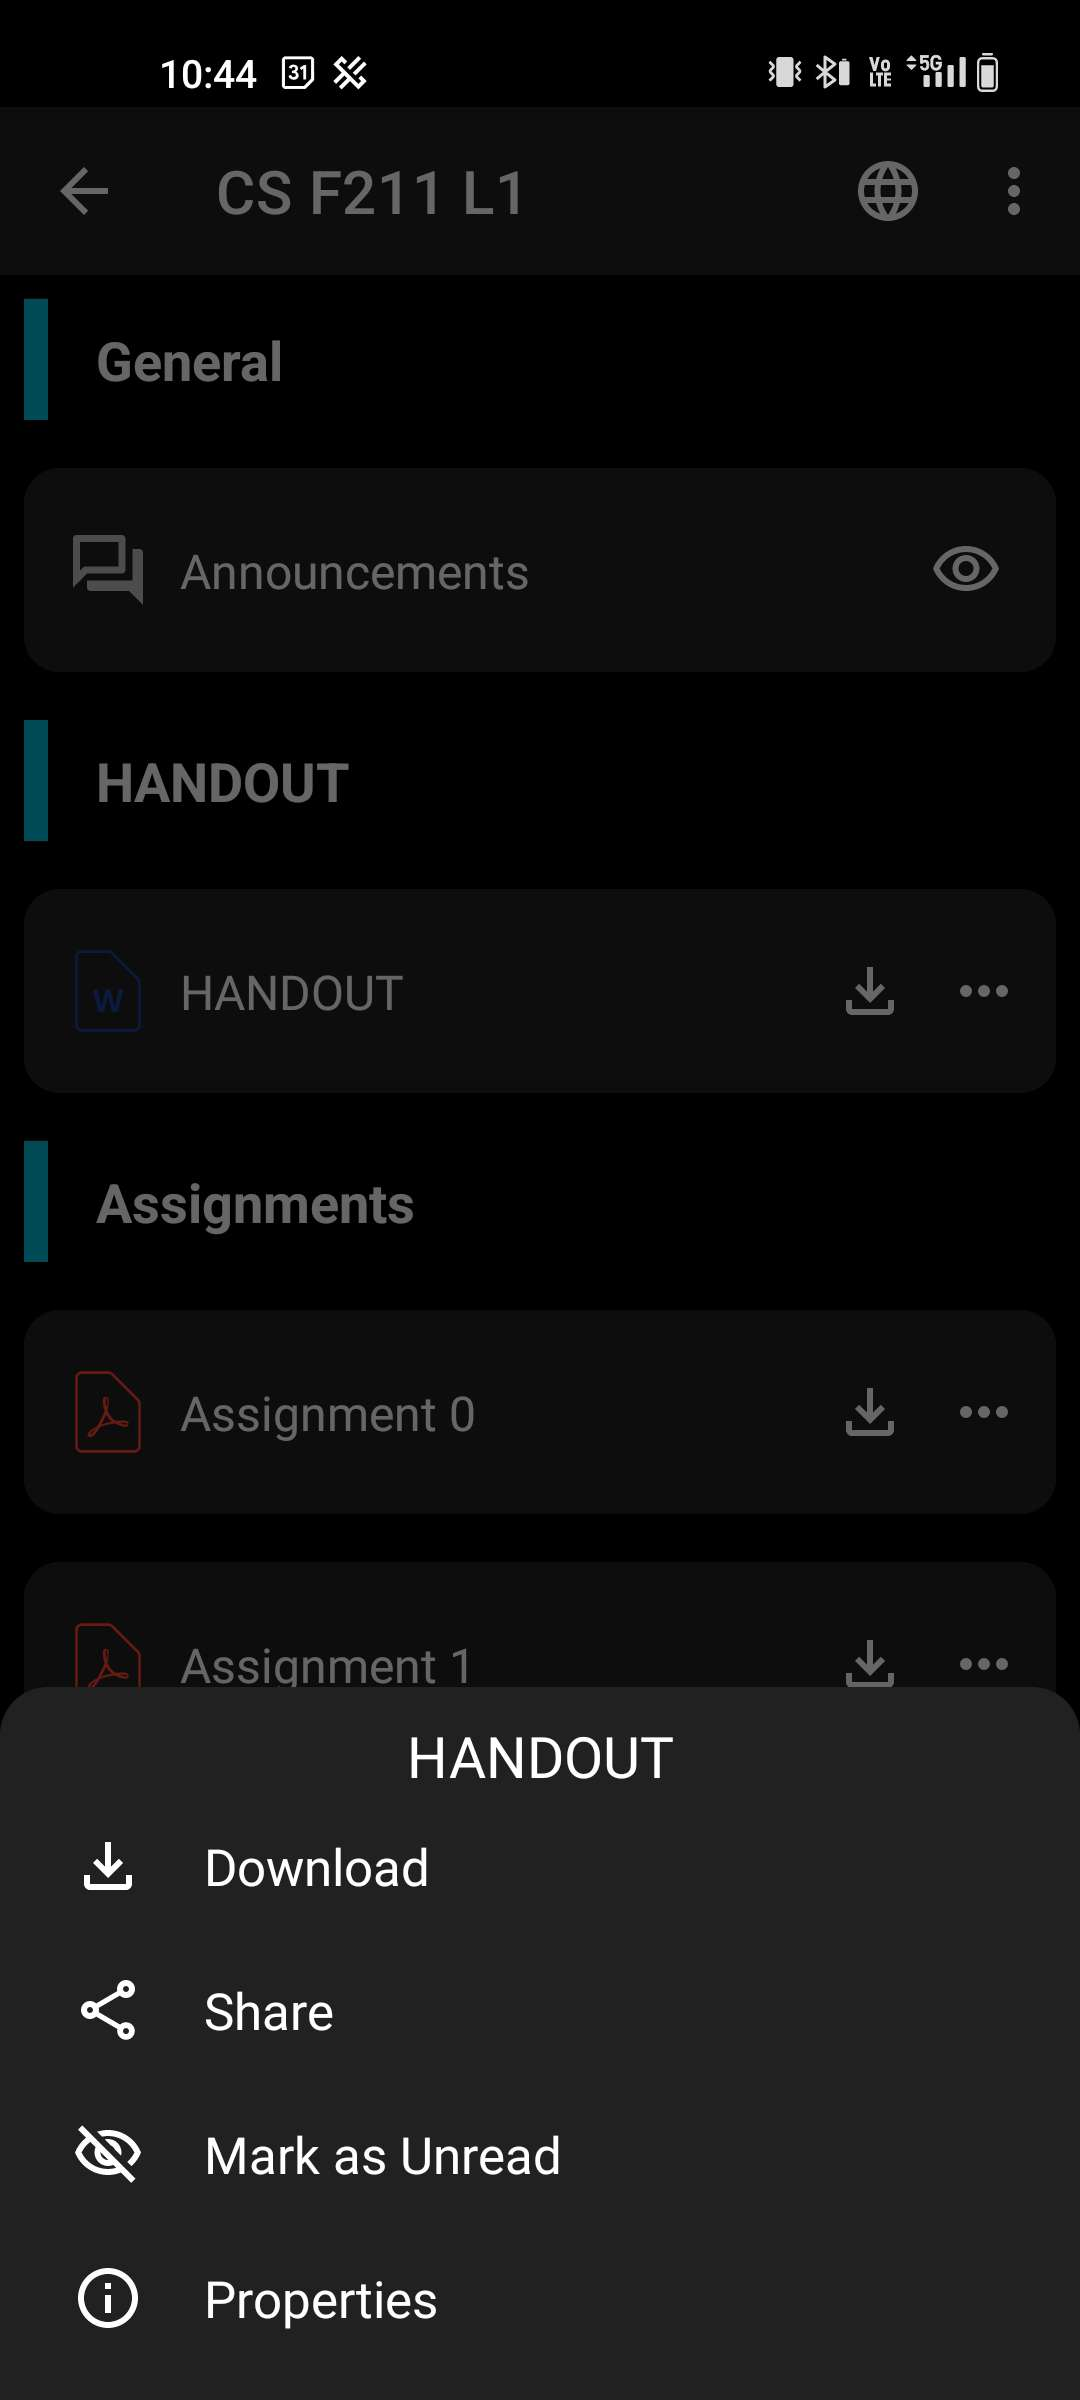 10:44 31 Vo LTE 5G
CS F211 L1
General
Announcements
HANDOUT
W HANDOUT
Assignments
Assignment 0
Assignment 1
HANDOUT
Download
Share
Mark as Unread
Properties